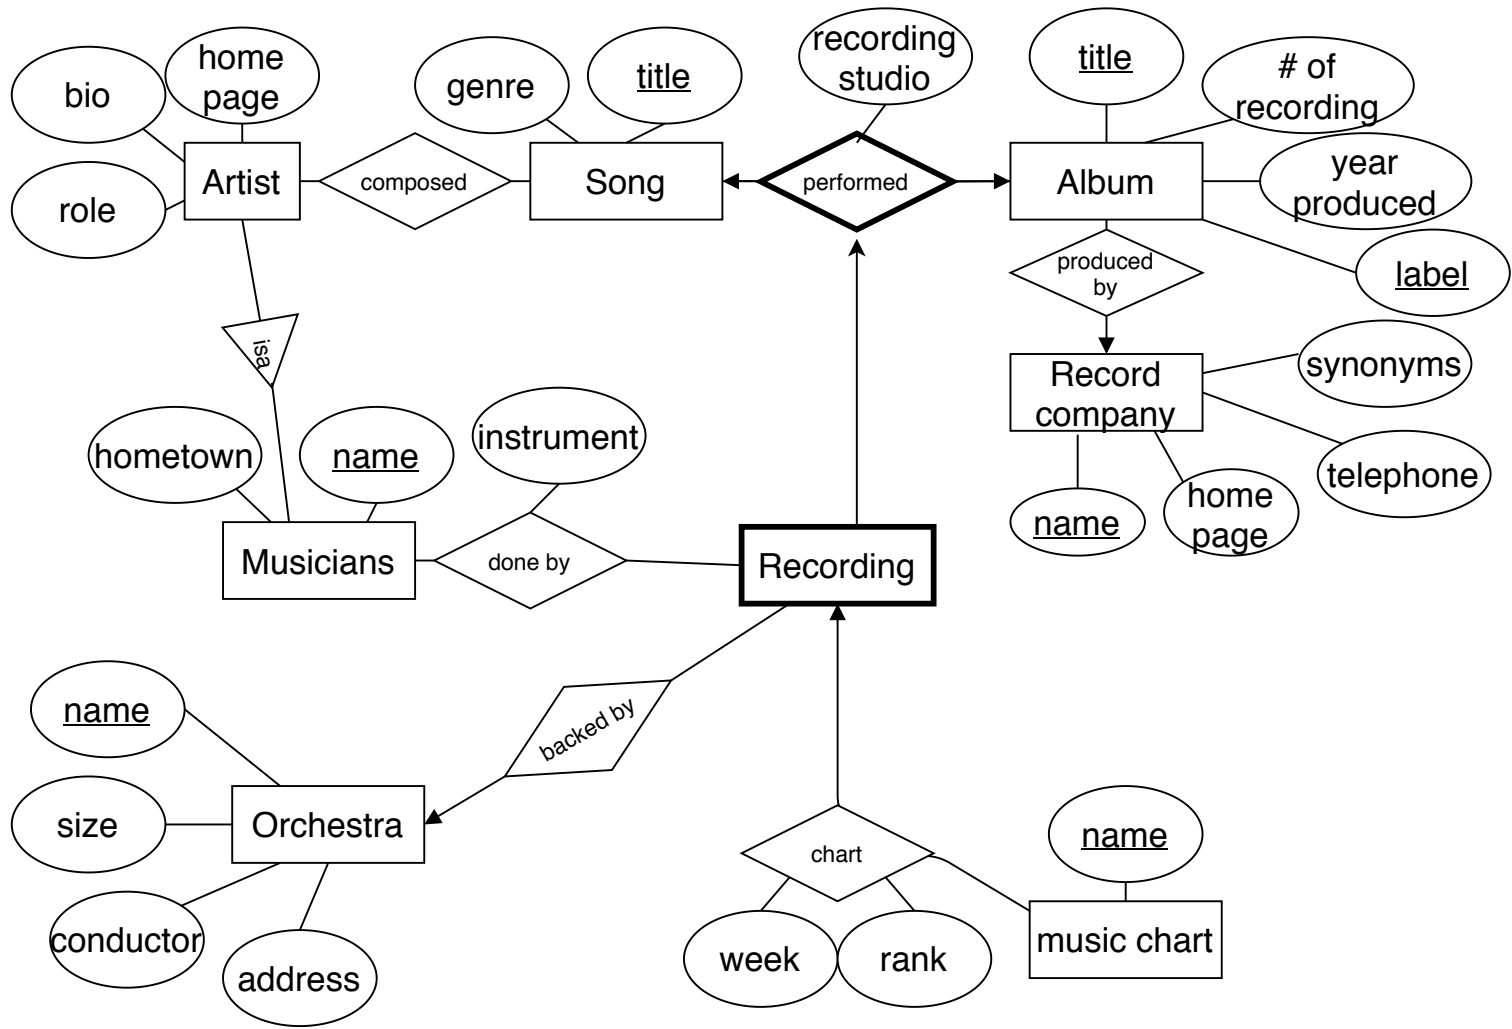 bio
home
page
role
Artist
composed
genre
title
Song
recording
studio
performed
title
# of
recording
year
produced
label
Album
produced
by
Record
company
synonyms
telephone
home
page
name
isa
hometown
name
instrument
Musicians
done by
Recording
backed by
name
size
Orchestra
conductor
address
chart
week
rank
name
music chart